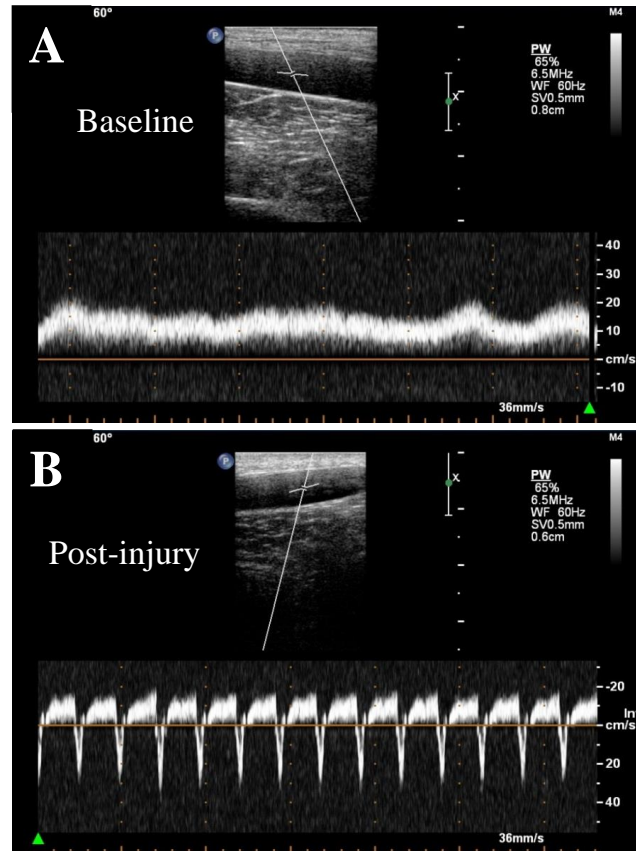 60°
M4
A
P
Baseline
PW
65%
6.5MHz
WF 60Hz
SV0.5mm
0.8cm
X
40
30
20
10
cm/s
-10
36mm/s
60°
M4
B
P
Post-injury
PW
65%
6.5MHz
WF 60Hz
SV0.5mm
0.6cm
X
-20
In
cm/s
20
40
36mm/s